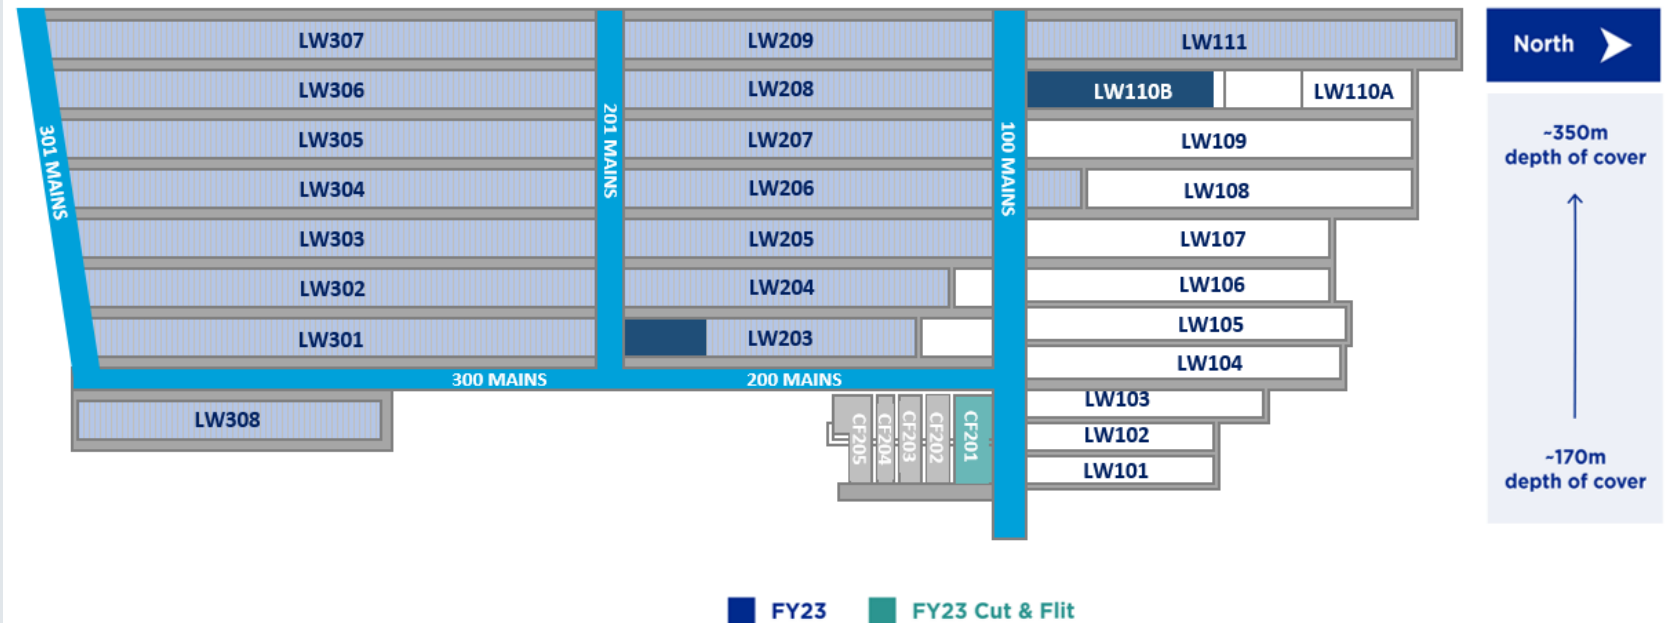 LW307
LW209
LW111
North
LW306
LW208
LW110B
LW110A
LW305
LW207
LW109
LW304
LW206
LW108
LW303
LW205
LW107
LW302
LW204
LW106
LW301
LW203
LW105
LW104
301 MAINS
201 MAINS
100 MAINS
300 MAINS
200 MAINS
LW308
CF205
CF204
CF203
CF202
CF201
LW103
LW102
LW101
~350m
depth of cover
~170m
depth of cover
FY23
FY23 Cut & Flit